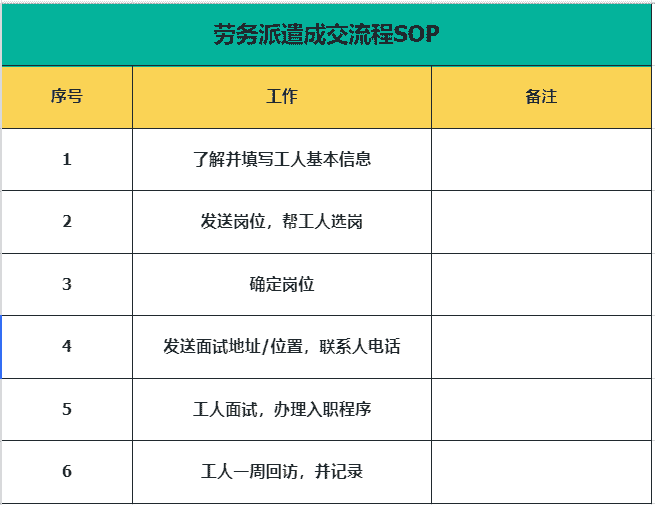 劳务派遣成交流程SOP
序号 工作 备注
1 了解并填写工人基本信息
2 发送岗位，帮工人选岗
3 确定岗位
4 发送面试地址/位置，联系人电话
5 工人面试，办理入职程序
6 工人一周回访，并记录